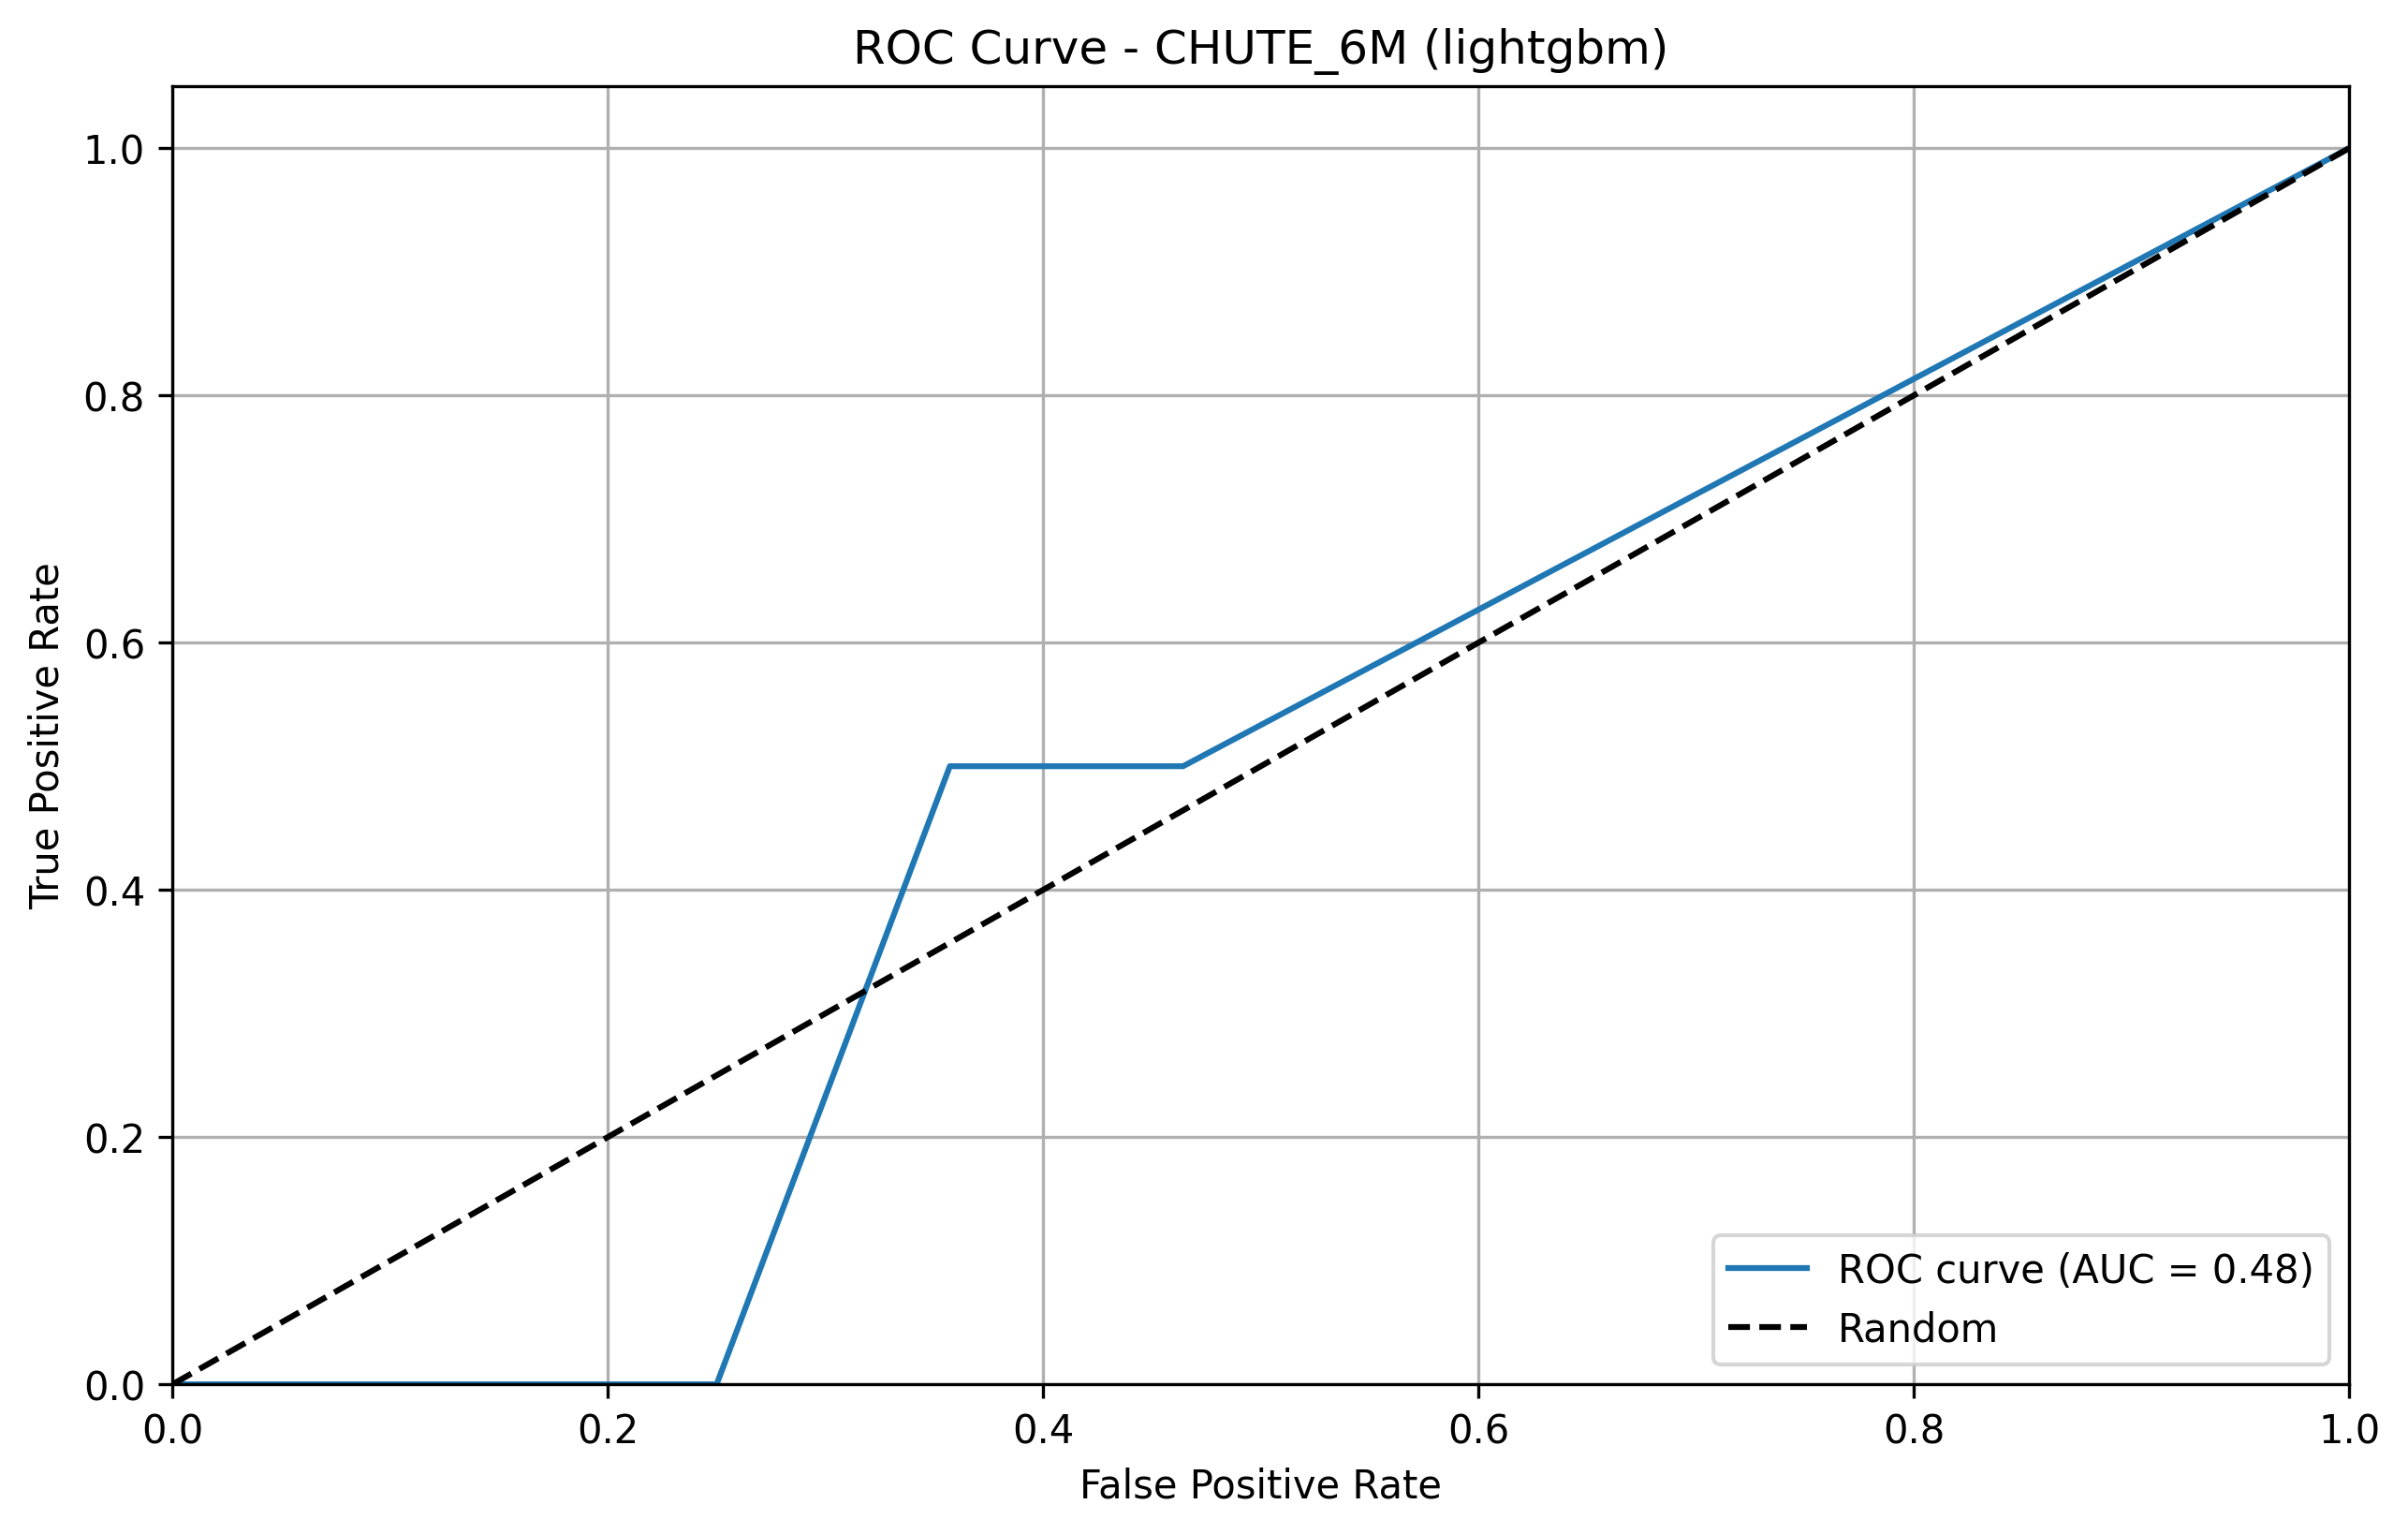 ROC Curve - CHUTE_6M (lightgbm)
1.0
0.8
0.6
0.4
0.2
0.0
True Positive Rate
0.0 0.2 0.4 0.6 0.8 1.0
False Positive Rate
ROC curve (AUC = 0.48)
Random